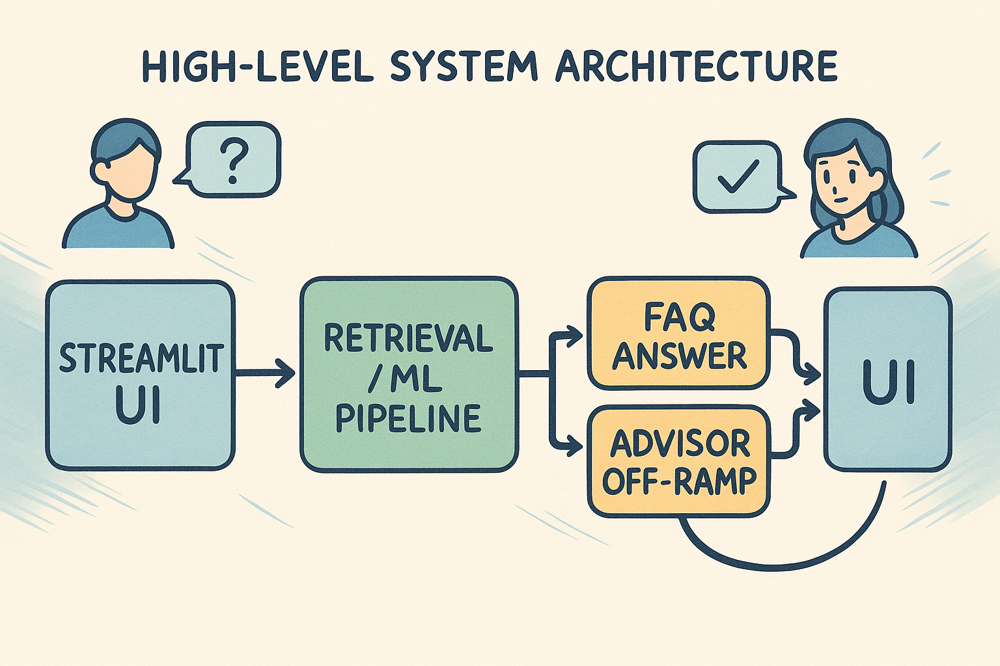 HIGH-LEVEL SYSTEM ARCHITECTURE
?
STREAMLIT
UI
RETRIEVAL
/ ML
PIPELINE
FAQ
ANSWER
ADVISOR
OFF-RAMP
UI